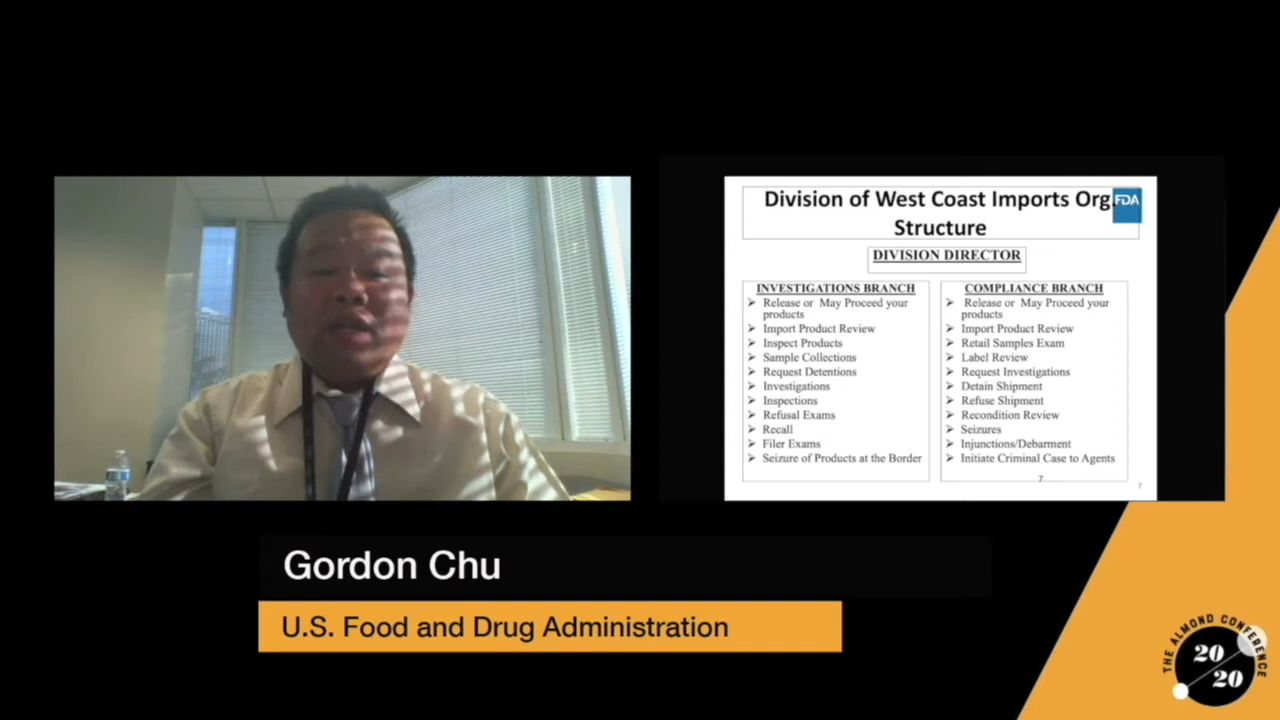 Division of West Coast Imports Org.
Structure
FDA
DIVISION DIRECTOR
INVESTIGATIONS BRANCH
➢ Release or May Proceed your
products
➢ Import Product Review
➢ Inspect Products
➢ Sample Collections
➢ Request Detentions
➢ Investigations
➢ Inspections
➢ Refusal Exams
➢ Recall
➢ Filer Exams
➢ Seizure of Products at the Border
COMPLIANCE BRANCH
➢ Release or May Proceed your
products
➢ Import Product Review
➢ Retail Samples Exam
➢ Label Review
➢ Request Investigations
➢ Detain Shipment
➢ Refuse Shipment
➢ Recondition Review
➢ Seizures
➢ Injunctions/Debarment
➢ Initiate Criminal Case to Agents
7
7
Gordon Chu
U.S. Food and Drug Administration
THE ALMOND CONFERENCE
20
20